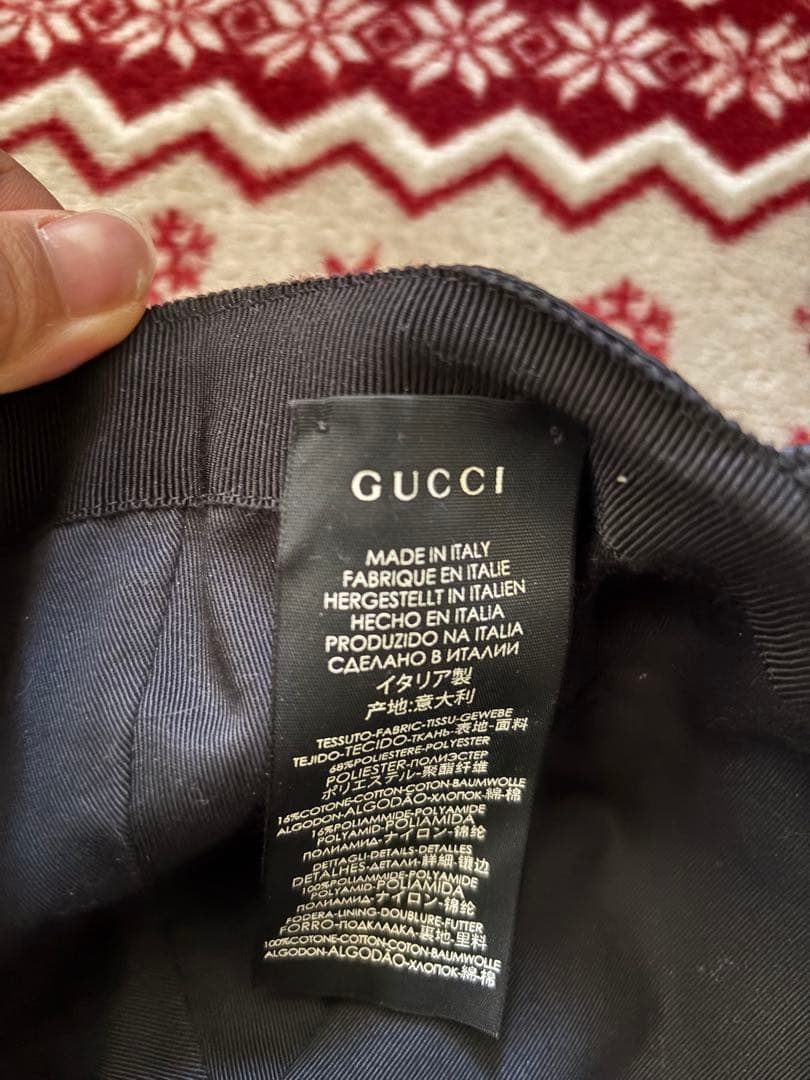 GUCCI
MADE IN ITALY
FABRIQUE EN ITALIE
HERGESTELLT IN ITALIEN
HECHO EN ITALIA
PRODUZIDO NA ITALIA
СДЕЛАНО В ИТАЛИИ
イタリア製
产地:意大利
TESSUTO-FABRIC-TISSU-GEWEBE
TEJIDO-TECIDO-ТКАНЬ-表地-面料
68%POLIESTERE-POLYESTER
POLIESTER-ПОЛИЭСТЕР
ポリエステル-聚酯纤维
16%COTONE-COTTON-COTON-BAUMWOLLE
ALGODON-ALGODÃO-ХЛОПОК-綿-棉
16%POLIAMMIDE-POLYAMIDE
POLYAMID-POLIAMIDA
ПОЛИАМИД-ナイロン-锦纶
DETTAGLI-DETAILS-DETALLES
DETALHES-ДЕТАЛИ-詳細-镶边
100%POLIAMMIDE-POLYAMIDE
POLYAMID-POLIAMIDA
ПОЛИАМИД-ナイロン-锦纶
FODERA-LINING-DOUBLURE-FUTTER
FORRO-ПОДКЛАДКА-裏地-里料
100%COTONE-COTTON-COTON-BAUMWOLLE
ALGODON-ALGODÃO-ХЛОПОК-綿-棉